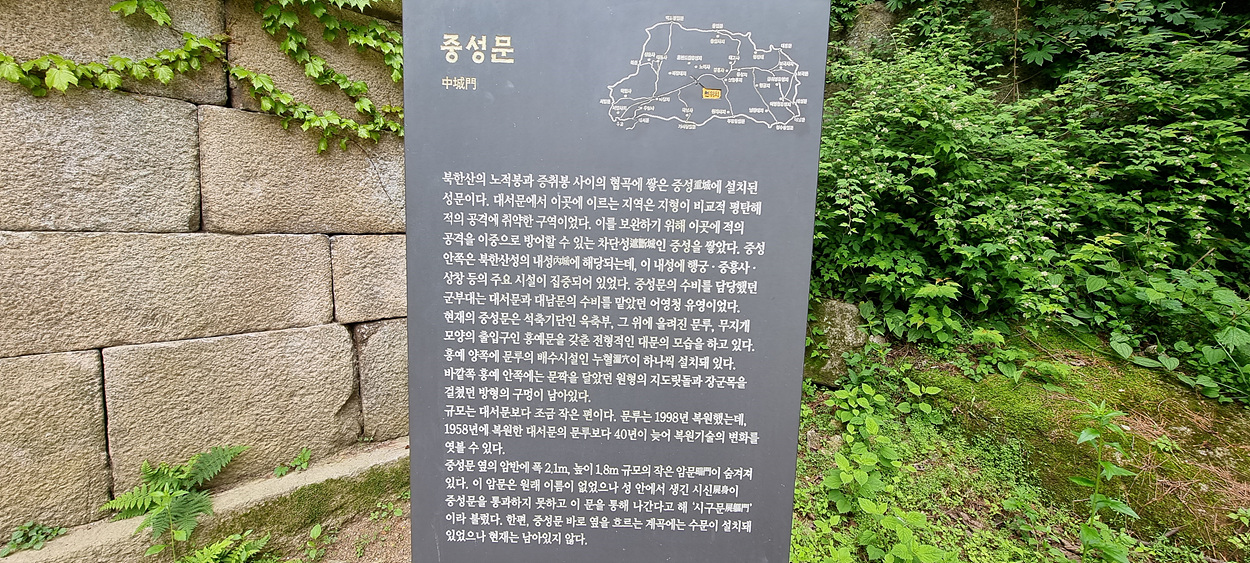 중성문
中城門
현위치
북한산의 노적봉과 증취봉 사이의 협곡에 쌓은 중성重城에 설치된
성문이다. 대서문에서 이곳에 이르는 지역은 지형이 비교적 평탄해
적의 공격에 취약한 구역이었다. 이를 보완하기 위해 이곳에 적의
공격을 이중으로 방어할 수 있는 차단성遮斷城인 중성을 쌓았다. 중성
안쪽은 북한산성의 내성內城에 해당되는데, 이 내성에 행궁·중흥사·
상창 등의 주요 시설이 집중되어 있었다. 중성문의 수비를 담당했던
군부대는 대서문과 대남문의 수비를 맡았던 어영청 유영이었다.
현재의 중성문은 석축기단인 육축부, 그 위에 올려진 문루, 무지개
모양의 출입구인 홍예문을 갖춘 전형적인 대문의 모습을 하고 있다.
홍예 양쪽에 문루의 배수시설인 누혈漏穴이 하나씩 설치돼 있다.
바깥쪽 홍예 안쪽에는 문짝을 달았던 원형의 지도릿돌과 장군목을
걸쳤던 방형의 구멍이 남아있다.
규모는 대서문보다 조금 작은 편이다. 문루는 1998년 복원했는데,
1958년에 복원한 대서문의 문루보다 40년이 늦어 복원기술의 변화를
엿볼 수 있다.
중성문 옆의 암반에 폭 2.1m, 높이 1.8m 규모의 작은 암문暗門이 숨겨져
있다. 이 암문은 원래 이름이 없었으나 성 안에서 생긴 시신屍身이
중성문을 통과하지 못하고 이 문을 통해 나간다고 해 '시구문屍軀門'
이라 불렀다. 한편, 중성문 바로 옆을 흐르는 계곡에는 수문이 설치돼
있었으나 현재는 남아있지 않다.